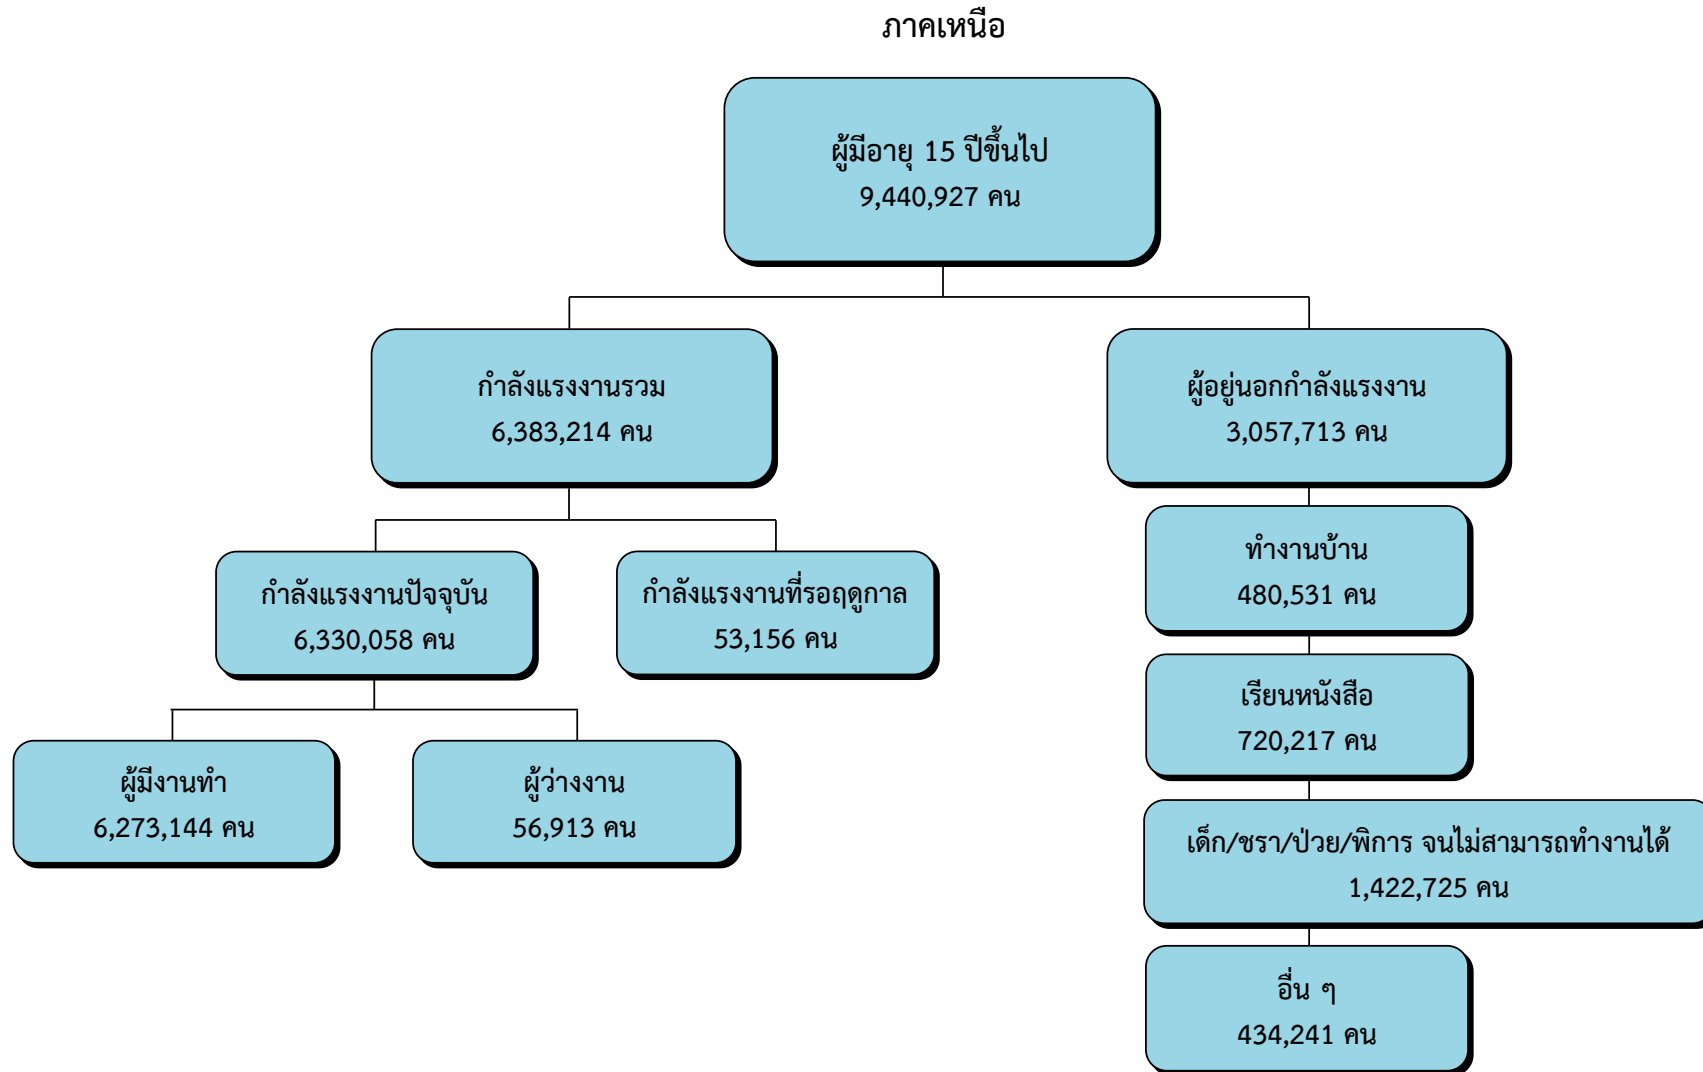 ภาคเหนือ
ผู้มีอายุ 15 ปีขึ้นไป
9,440,927 คน
กำลังแรงงานรวม
6,383,214 คน
ผู้อยู่นอกกำลังแรงงาน
3,057,713 คน
กำลังแรงงานปัจจุบัน
6,330,058 คน
กำลังแรงงานที่รอฤดูกาล
53,156 คน
ผู้มีงานทำ
6,273,144 คน
ผู้ว่างงาน
56,913 คน
ทำงานบ้าน
480,531 คน
เรียนหนังสือ
720,217 คน
เด็ก/ชรา/ป่วย/พิการ จนไม่สามารถทำงานได้
1,422,725 คน
อื่น ๆ
434,241 คน